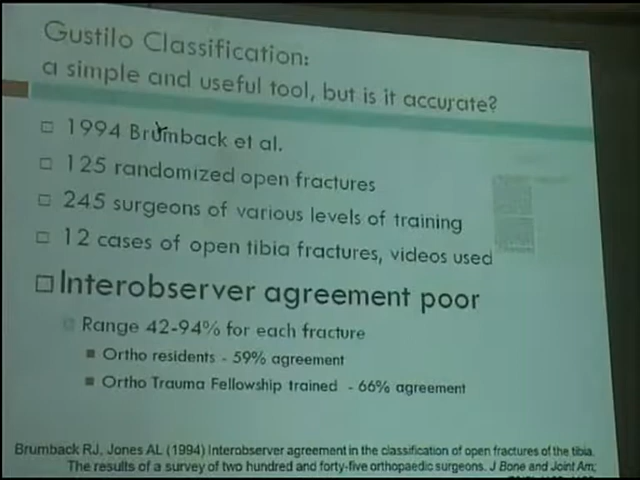 Gustilo Classification:
a simple and useful tool, but is it accurate?
1994 Brumback et al.
125 randomized open fractures
245 surgeons of various levels of training
12 cases of open tibia fractures, videos used
Interobserver agreement poor
Range 42-94% for each fracture
Ortho residents - 59% agreement
Ortho Trauma Fellowship trained - 66% agreement
Brumback RJ, Jones AL (1994) Interobserver agreement in the classification of open fractures of the tibia.
The results of a survey of two hundred and forty-five orthopaedic surgeons. J Bone and Joint Am;